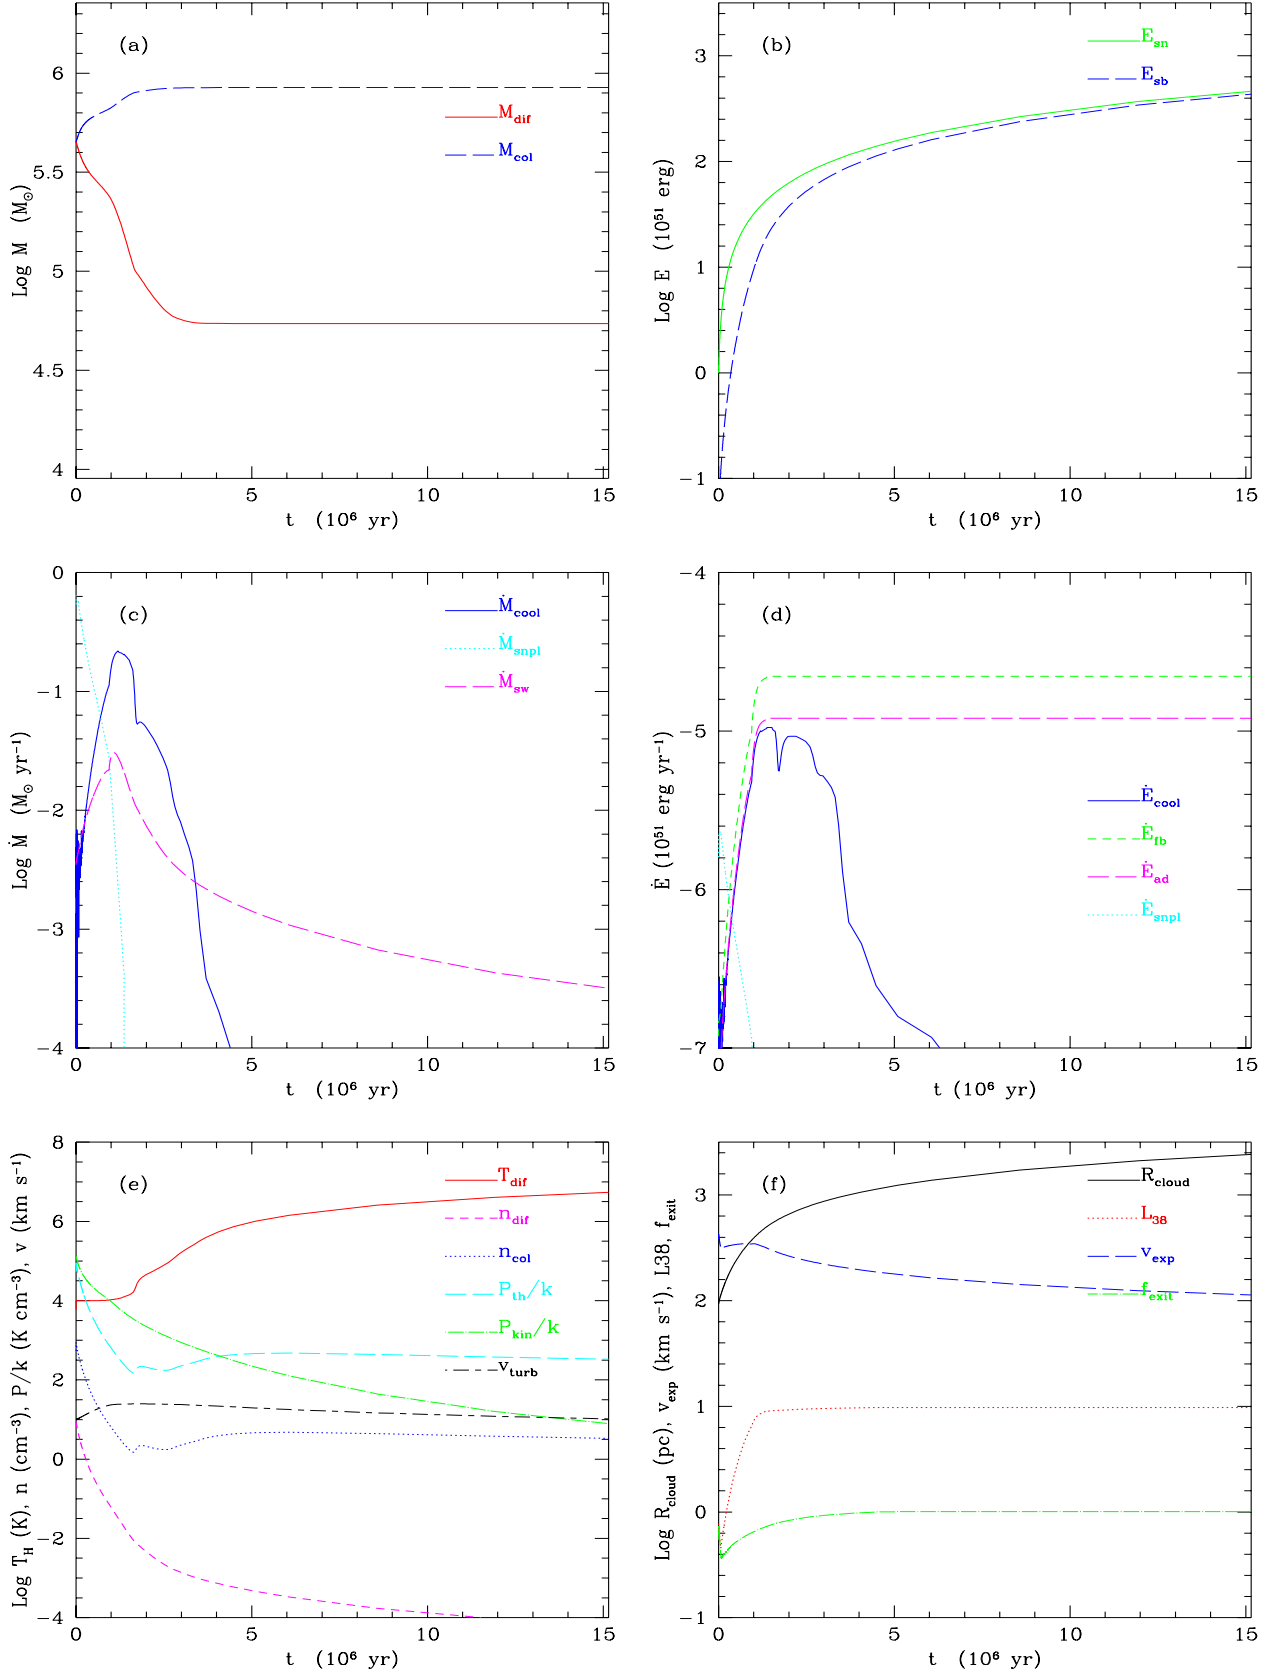 (a)
M_dif
M_col
Log M (M_⊙)
6
5.5
5
4.5
4
0 5 10 15
t (10⁶ yr)
(b)
E_sn
E_sb
Log E (10⁵¹ erg)
3
2
1
0
−1
0 5 10 15
t (10⁶ yr)
(c)
Ṁ_cool
Ṁ_snpl
Ṁ_sw
Log Ṁ (M_⊙ yr⁻¹)
0
−1
−2
−3
−4
0 5 10 15
t (10⁶ yr)
(d)
Ė_cool
Ė_fb
Ė_ad
Ė_snpl
Ė (10⁵¹ erg yr⁻¹)
−4
−5
−6
−7
0 5 10 15
t (10⁶ yr)
(e)
T_dif
n_dif
n_col
P_th/k
P_kin/k
v_turb
Log T_H (K), n (cm⁻³), P/k (K cm⁻³), v (km s⁻¹)
8
6
4
2
0
−2
−4
0 5 10 15
t (10⁶ yr)
(f)
R_cloud
L_38
v_exp
f_exit
Log R_cloud (pc), v_exp (km s⁻¹), L38, f_exit
3
2
1
0
−1
0 5 10 15
t (10⁶ yr)